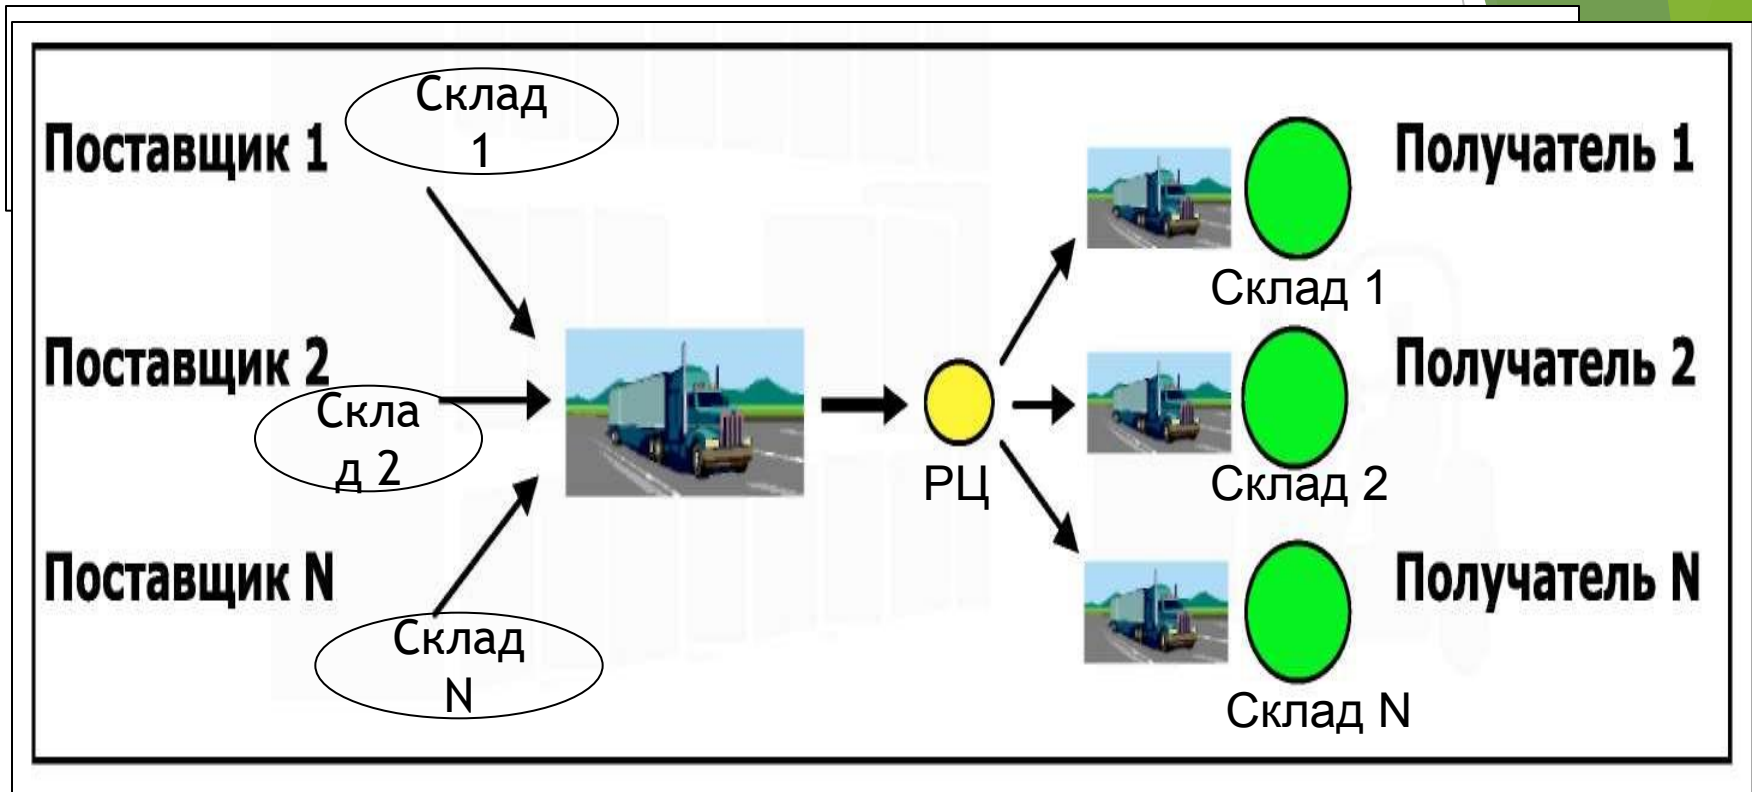 Поставщик 1
Склад
1
Получатель 1
Склад 1
Поставщик 2
Скла
д 2
РЦ
Получатель 2
Склад 2
Поставщик N
Склад
N
Получатель N
Склад N